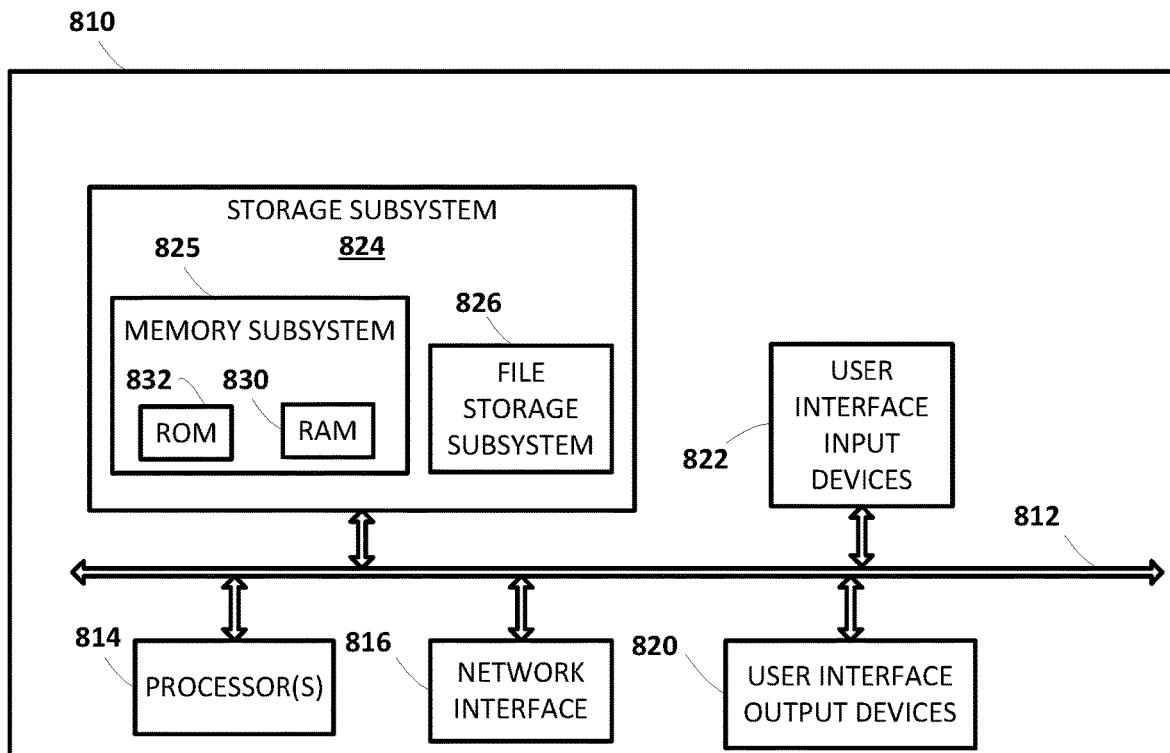 810
STORAGE SUBSYSTEM
824
825
MEMORY SUBSYSTEM
832
ROM
830
RAM
826
FILE
STORAGE
SUBSYSTEM
USER
INTERFACE
INPUT
DEVICES
822
812
814
PROCESSOR(S)
816
NETWORK
INTERFACE
820
USER INTERFACE
OUTPUT DEVICES